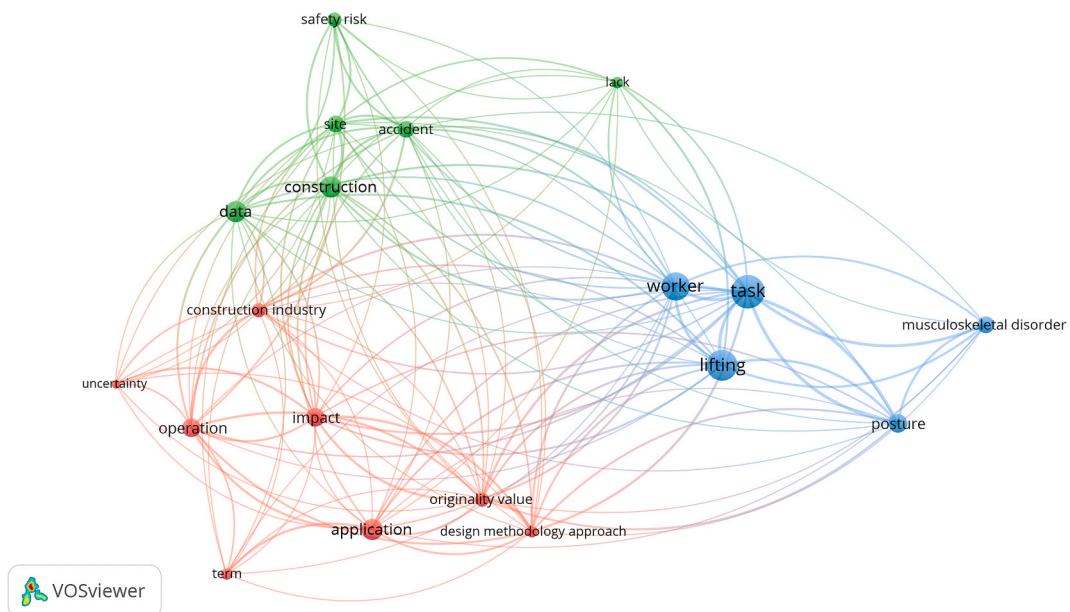 safety risk
lack
site
accident
construction
data
worker
task
construction industry
musculoskeletal disorder
lifting
uncertainty
impact
operation
posture
originality value
application
design methodology approach
term
VOSviewer